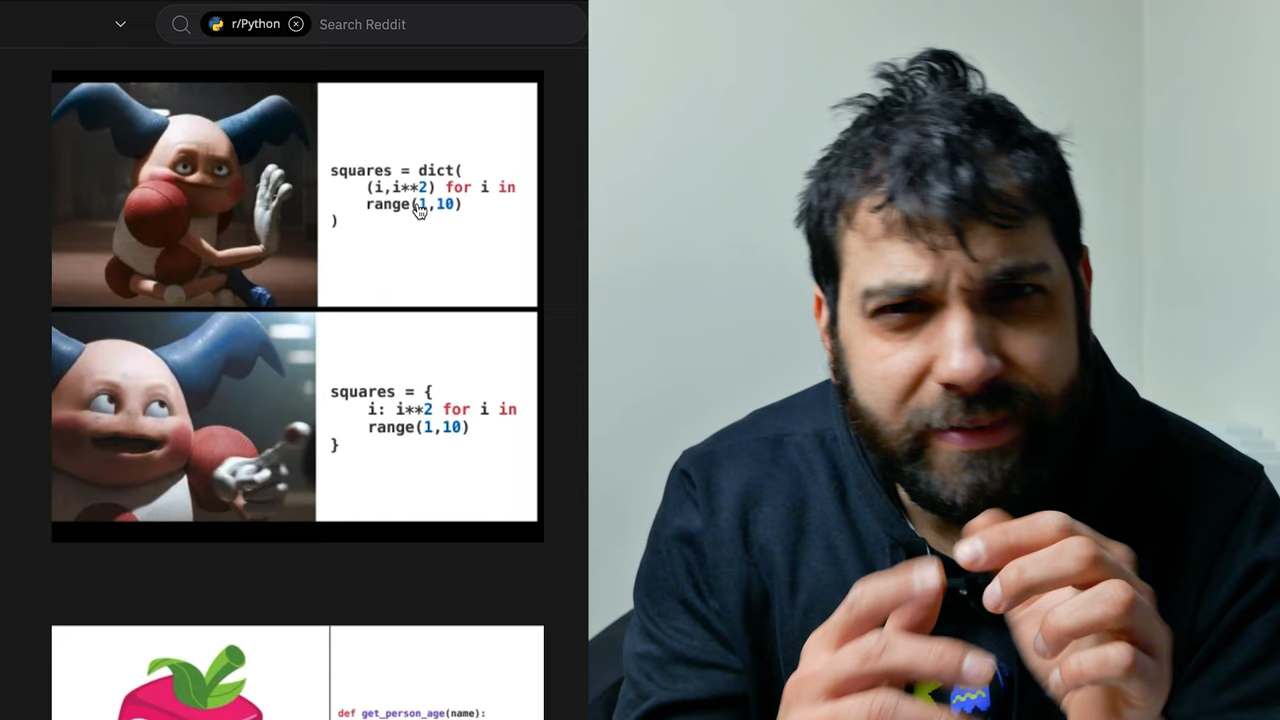 r/Python
Search Reddit
squares = dict(
(i,i**2) for i in
range(1,10)
)
squares = {
i: i**2 for i in
range(1,10)
}
def get_person_age(name):